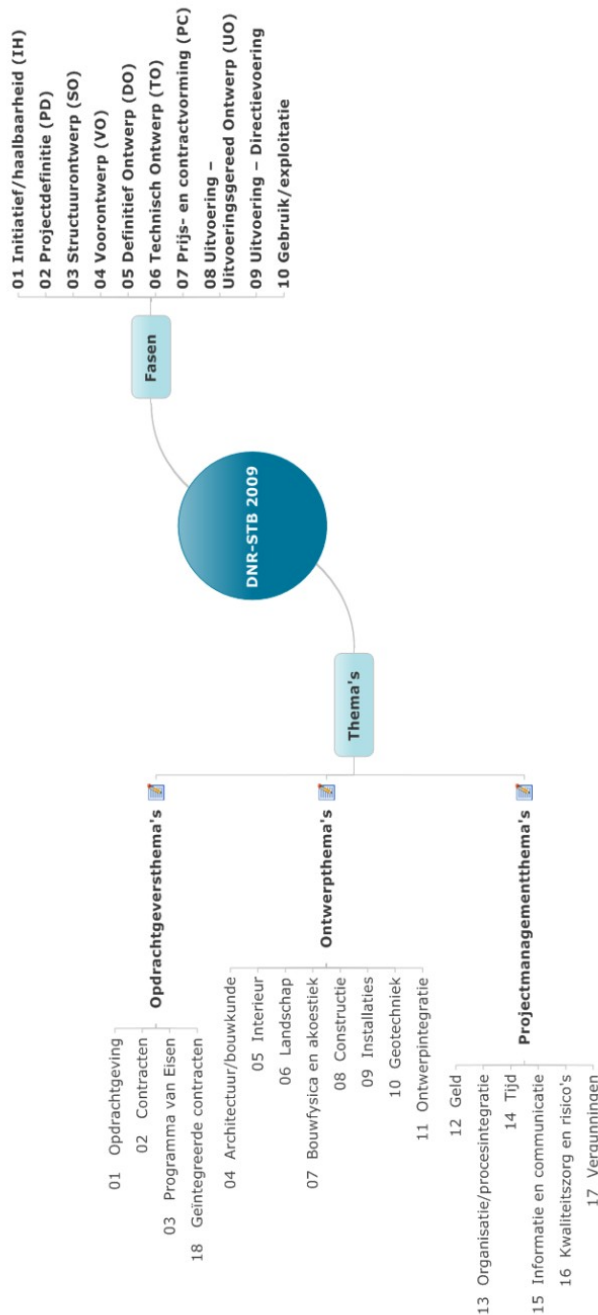 DNR-STB 2009
Fasen
01 Initiatief/haalbaarheid (IH)
02 Projectdefinitie (PD)
03 Structuurontwerp (SO)
04 Voorontwerp (VO)
05 Definitief Ontwerp (DO)
06 Technisch Ontwerp (TO)
07 Prijs- en contractvorming (PC)
08 Uitvoering –
Uitvoeringsgereed Ontwerp (UO)
09 Uitvoering – Directievoering
10 Gebruik/exploitatie
Thema's
Opdrachtgeversthema's
01 Opdrachtgeving
02 Contracten
03 Programma van Eisen
18 Geïntegreerde contracten
Ontwerpthema's
04 Architectuur/bouwkunde
05 Interieur
06 Landschap
07 Bouwfysica en akoestiek
08 Constructie
09 Installaties
10 Geotechniek
11 Ontwerpintegratie
Projectmanagementthema's
12 Geld
13 Organisatie/procesintegratie
14 Tijd
15 Informatie en communicatie
16 Kwaliteitszorg en risico's
17 Vergunningen